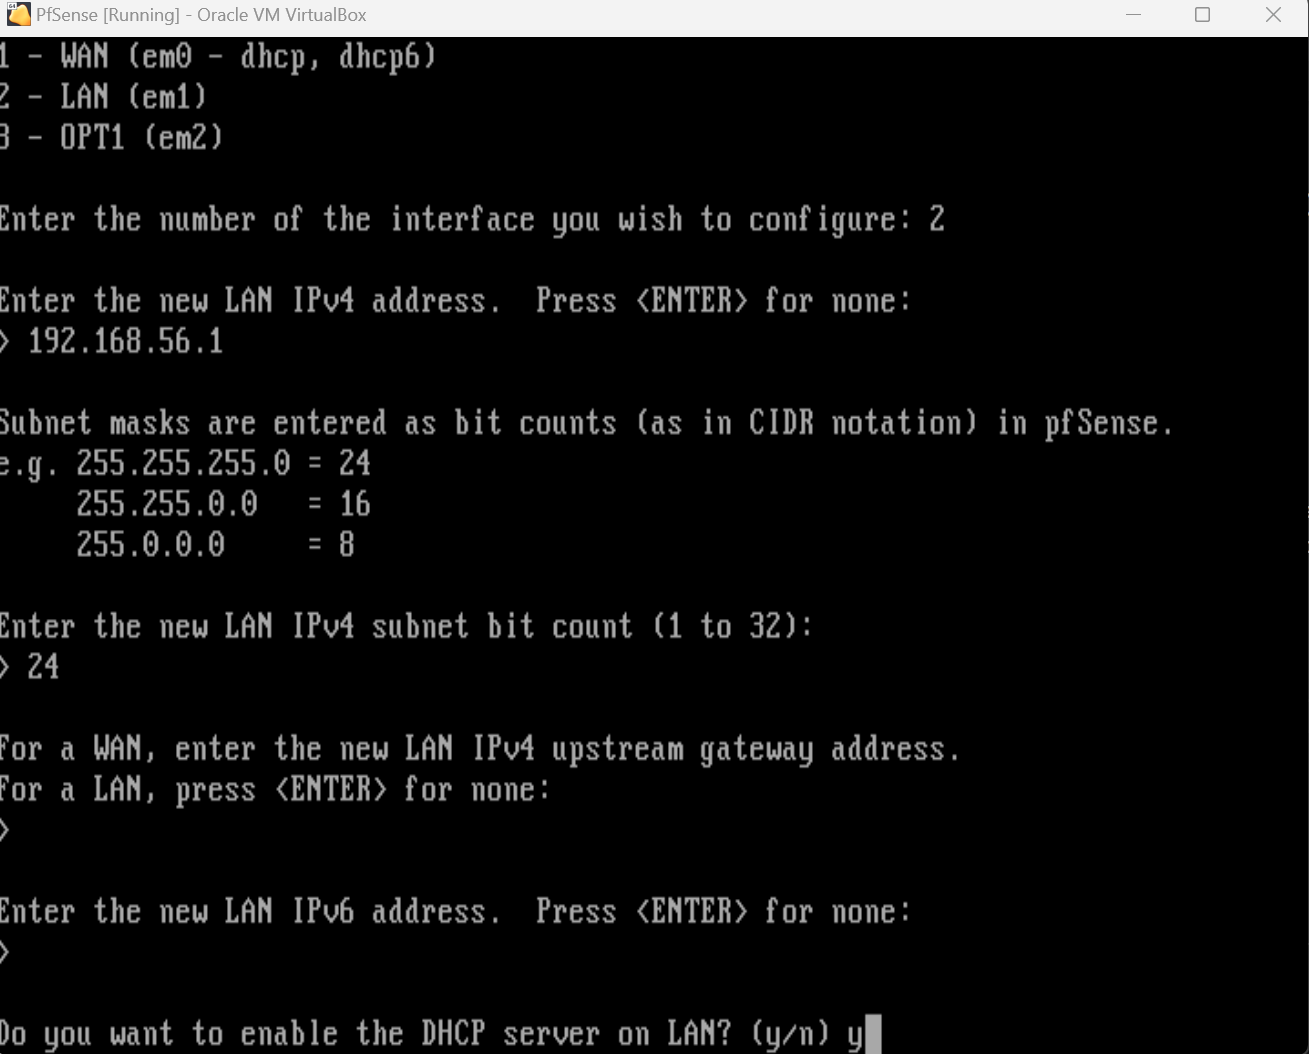 PfSense [Running] - Oracle VM VirtualBox
1 - WAN (em0 - dhcp, dhcp6)
2 - LAN (em1)
3 - OPT1 (em2)
Enter the number of the interface you wish to configure: 2
Enter the new LAN IPv4 address.  Press <ENTER> for none:
> 192.168.56.1
Subnet masks are entered as bit counts (as in CIDR notation) in pfSense.
e.g. 255.255.255.0 = 24
     255.255.0.0   = 16
     255.0.0.0     = 8
Enter the new LAN IPv4 subnet bit count (1 to 32):
> 24
For a WAN, enter the new LAN IPv4 upstream gateway address.
For a LAN, press <ENTER> for none:
>
Enter the new LAN IPv6 address.  Press <ENTER> for none:
>
Do you want to enable the DHCP server on LAN? (y/n) y